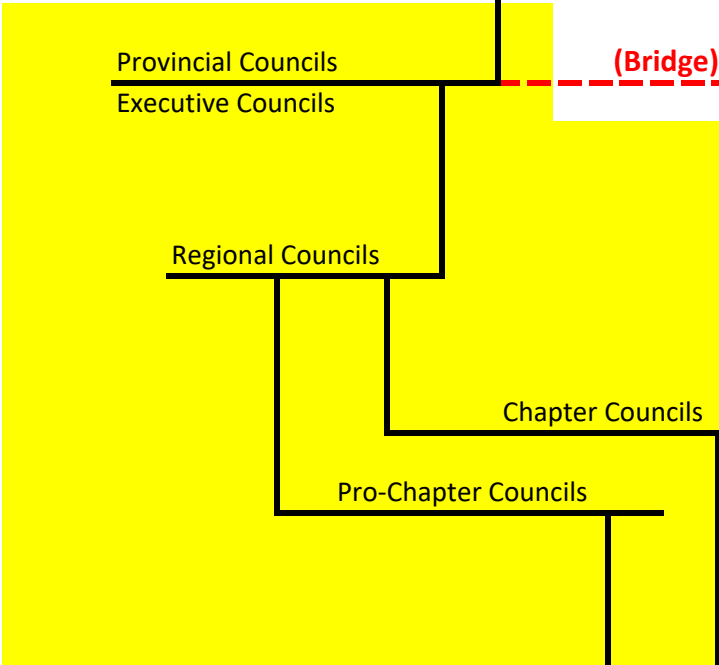 Provincial Councils
(Bridge)
Executive Councils
Regional Councils
Chapter Councils
Pro-Chapter Councils